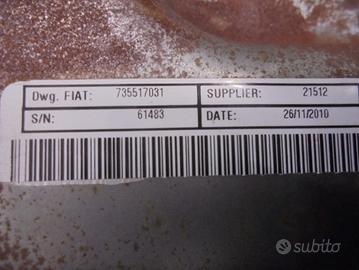 Dwg. FIAT: 735517031 SUPPLIER: 21512
S/N: 61483 DATE: 26/11/2010
subito